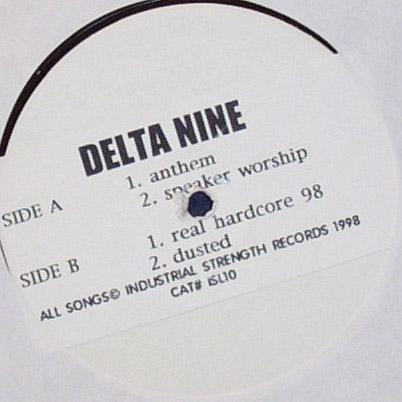 DELTA NINE
SIDE A 1. anthem
2. speaker worship
SIDE B 1. real hardcore 98
2. dusted
ALL SONGS© INDUSTRIAL STRENGTH RECORDS 1998
CAT# ISL10